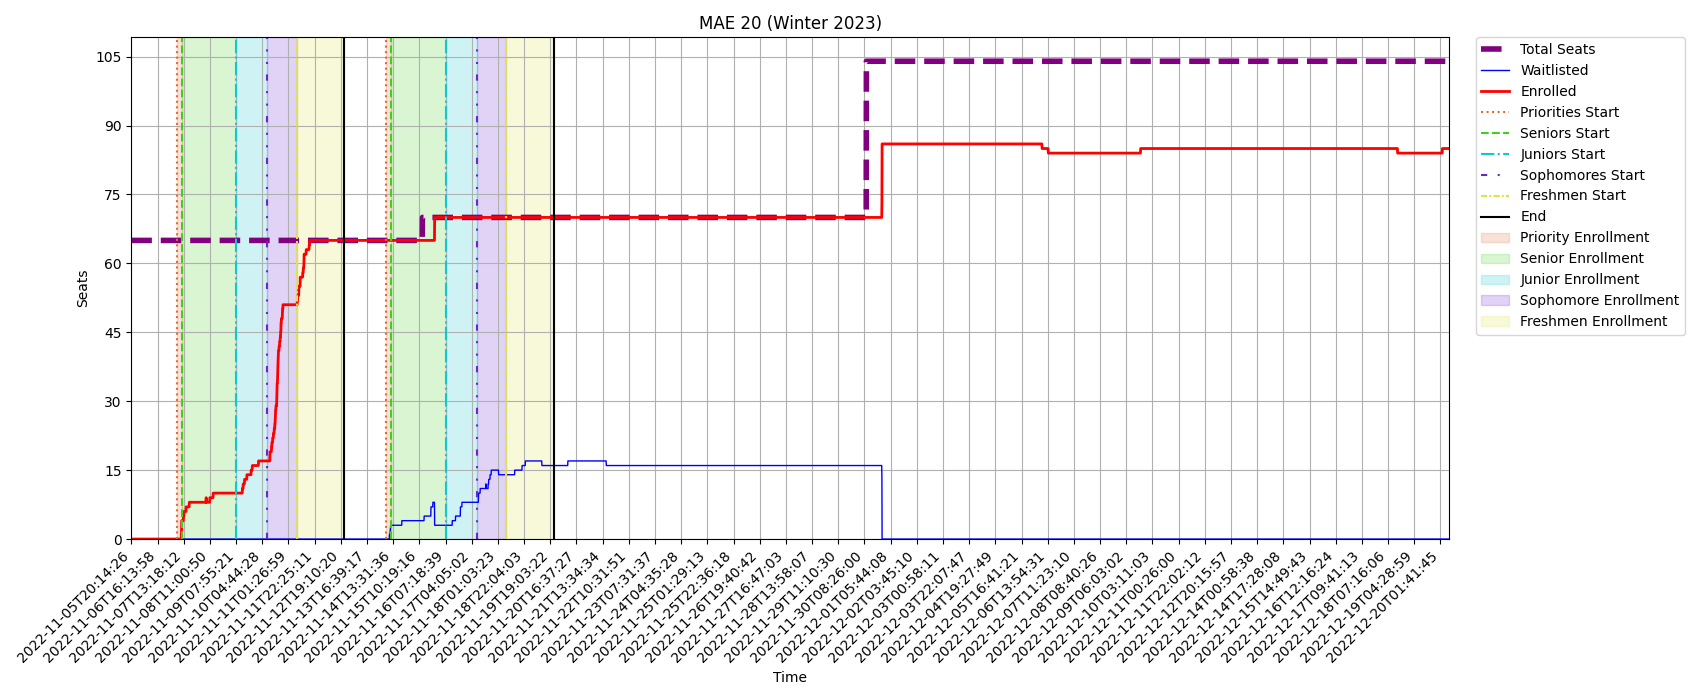 MAE 20 (Winter 2023)
Seats
105
90
75
60
45
30
15
0
2022-11-05T20:14:26
2022-11-06T16:13:58
2022-11-07T13:18:12
2022-11-08T11:00:50
2022-11-09T07:55:21
2022-11-10T04:44:28
2022-11-11T01:26:59
2022-11-11T22:25:11
2022-11-12T19:10:20
2022-11-13T16:39:17
2022-11-14T13:31:36
2022-11-15T10:19:16
2022-11-16T07:18:39
2022-11-17T04:05:02
2022-11-18T01:03:23
2022-11-18T22:04:03
2022-11-19T19:03:22
2022-11-20T16:37:27
2022-11-21T13:34:34
2022-11-22T10:31:51
2022-11-23T07:31:37
2022-11-24T04:35:28
2022-11-25T01:29:13
2022-11-25T22:36:18
2022-11-26T19:40:42
2022-11-27T16:47:03
2022-11-28T13:58:07
2022-11-29T11:10:30
2022-11-30T08:26:00
2022-12-01T05:44:08
2022-12-02T03:45:10
2022-12-03T00:58:11
2022-12-03T22:07:47
2022-12-04T19:27:49
2022-12-05T16:41:21
2022-12-06T13:54:31
2022-12-07T11:23:10
2022-12-08T08:40:26
2022-12-09T06:03:02
2022-12-10T03:11:03
2022-12-11T00:26:00
2022-12-11T22:02:12
2022-12-12T20:15:57
2022-12-14T00:58:38
2022-12-14T17:28:08
2022-12-15T14:49:43
2022-12-16T12:16:24
2022-12-17T09:41:13
2022-12-18T07:16:06
2022-12-19T04:28:59
2022-12-20T01:41:45
Time
Total Seats
Waitlisted
Enrolled
Priorities Start
Seniors Start
Juniors Start
Sophomores Start
Freshmen Start
End
Priority Enrollment
Senior Enrollment
Junior Enrollment
Sophomore Enrollment
Freshmen Enrollment